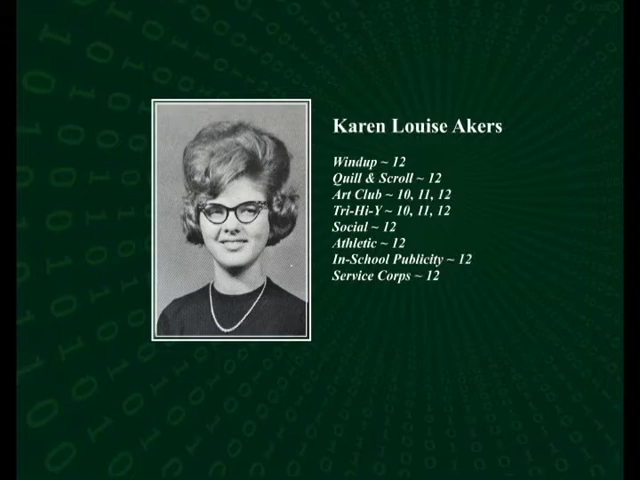 Karen Louise Akers
Windup ~ 12
Quill & Scroll ~ 12
Art Club ~ 10, 11, 12
Tri-Hi-Y ~ 10, 11, 12
Social ~ 12
Athletic ~ 12
In-School Publicity ~ 12
Service Corps ~ 12